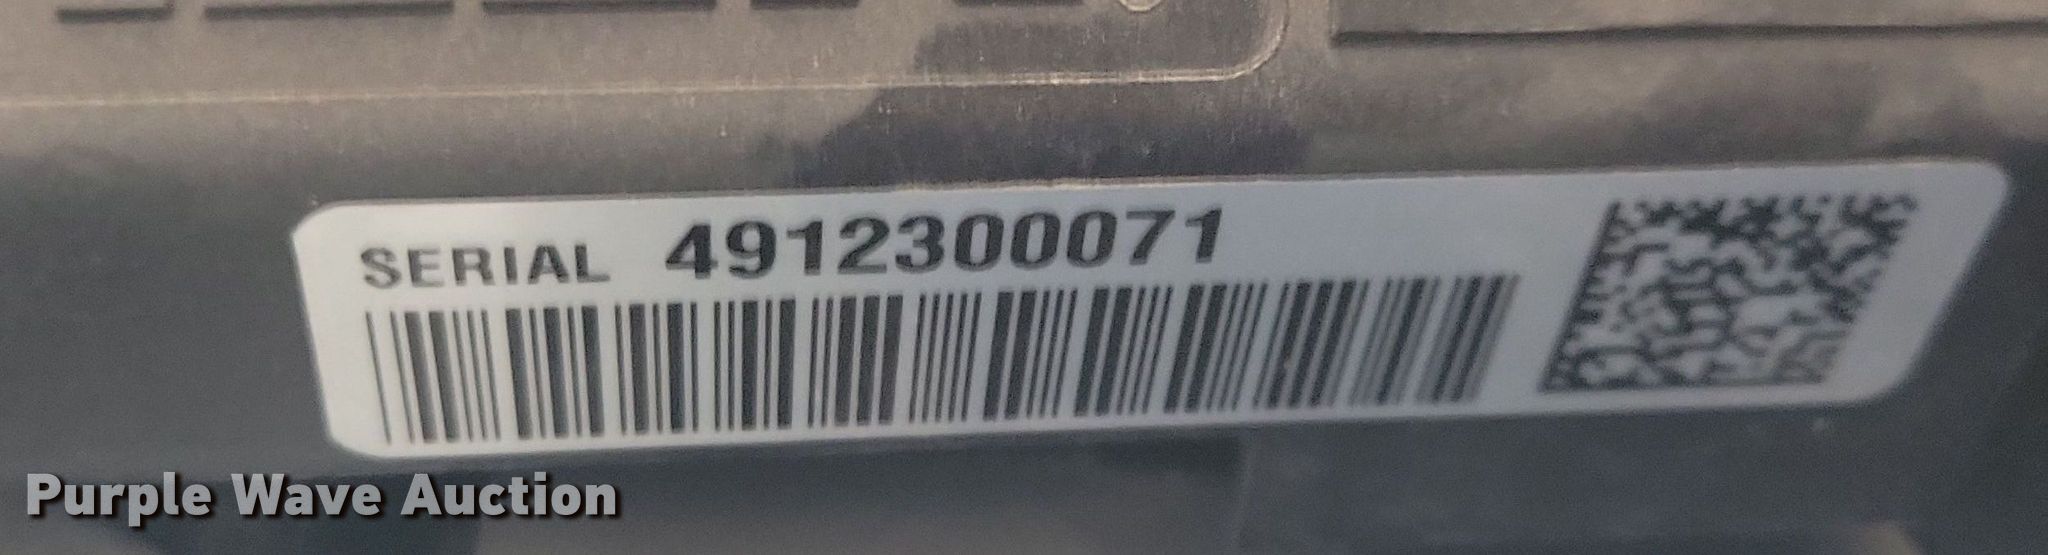 SERIAL 4912300071
Purple Wave Auction